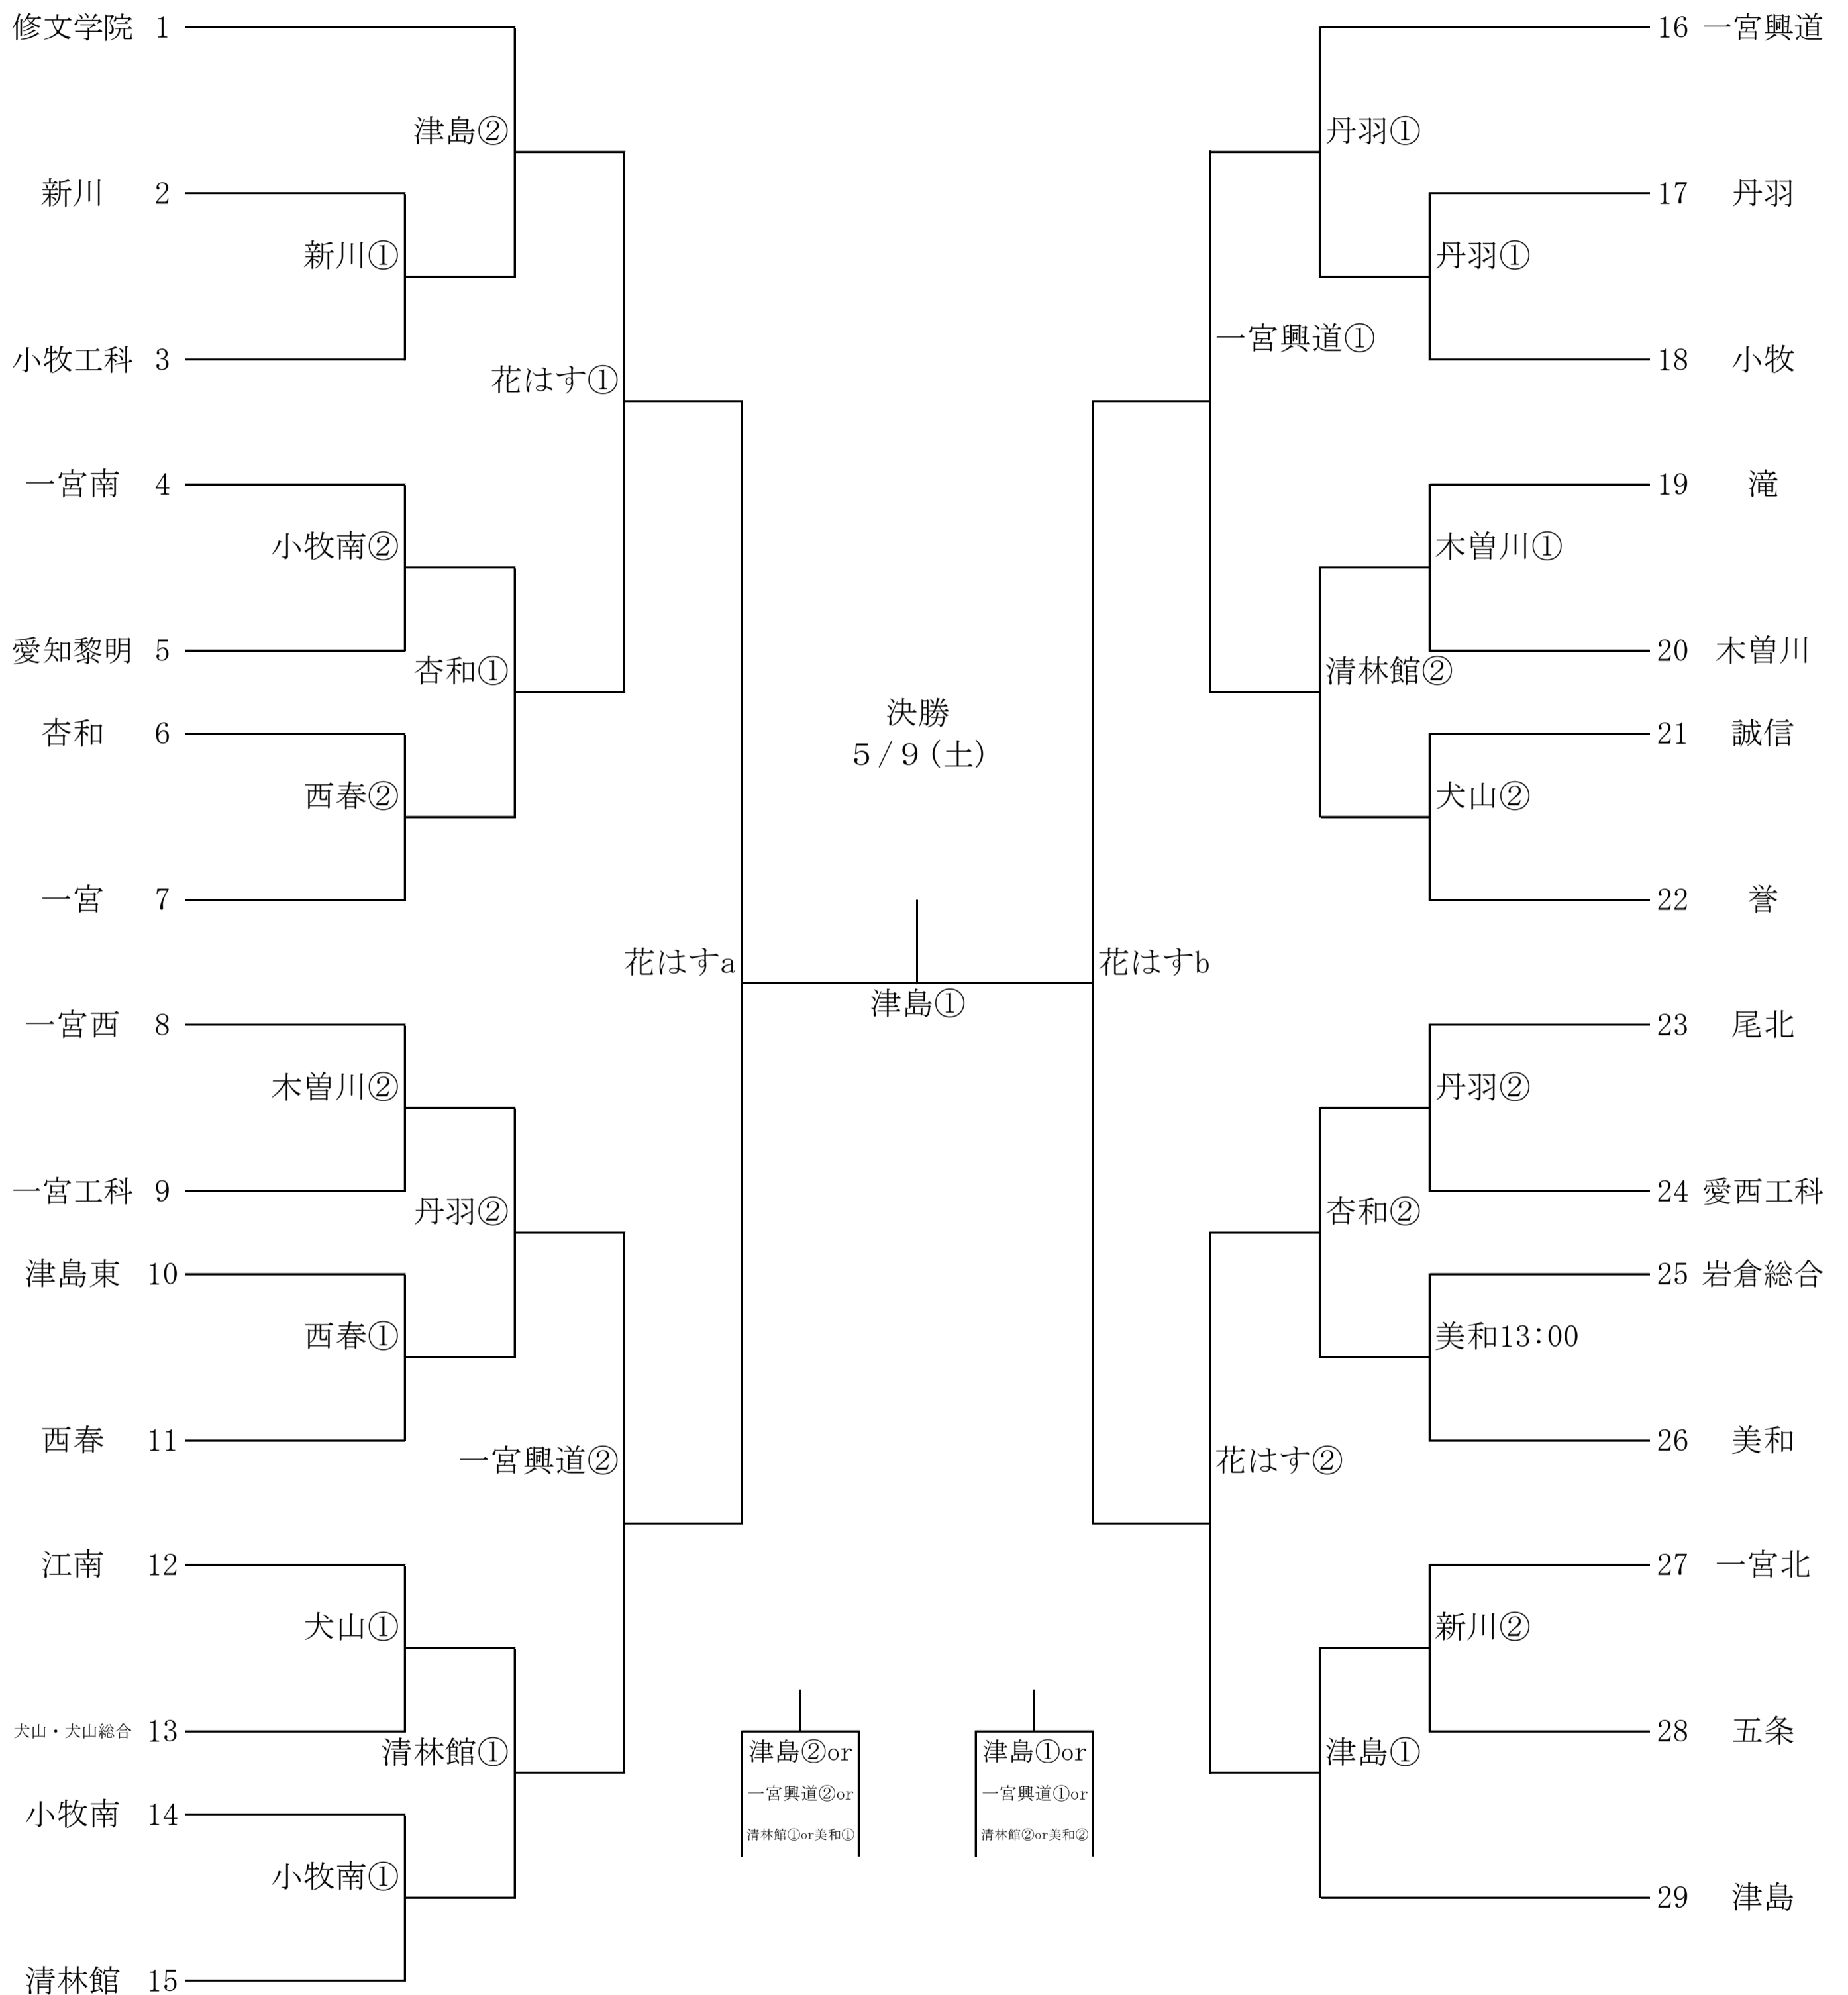 修文学院 1
津島②
新川 2
新川①
小牧工科 3
花はす①
一宮南 4
小牧南②
愛知黎明 5
杏和①
杏和 6
西春②
一宮 7
花はすa
一宮西 8
木曽川②
一宮工科 9
丹羽②
津島東 10
西春①
西春 11
一宮興道②
江南 12
犬山①
犬山・犬山総合 13
清林館①
小牧南 14
小牧南①
清林館 15
決勝
5/9(土)
津島①
津島②or
一宮興道②or
清林館①or美和①
津島①or
一宮興道①or
清林館②or美和②
16 一宮興道
丹羽①
17 丹羽
丹羽①
一宮興道①
18 小牧
19 滝
木曽川①
20 木曽川
清林館②
21 誠信
犬山②
22 誉
花はすb
23 尾北
丹羽②
24 愛西工科
杏和②
25 岩倉総合
美和13:00
26 美和
花はす②
27 一宮北
新川②
28 五条
津島①
29 津島